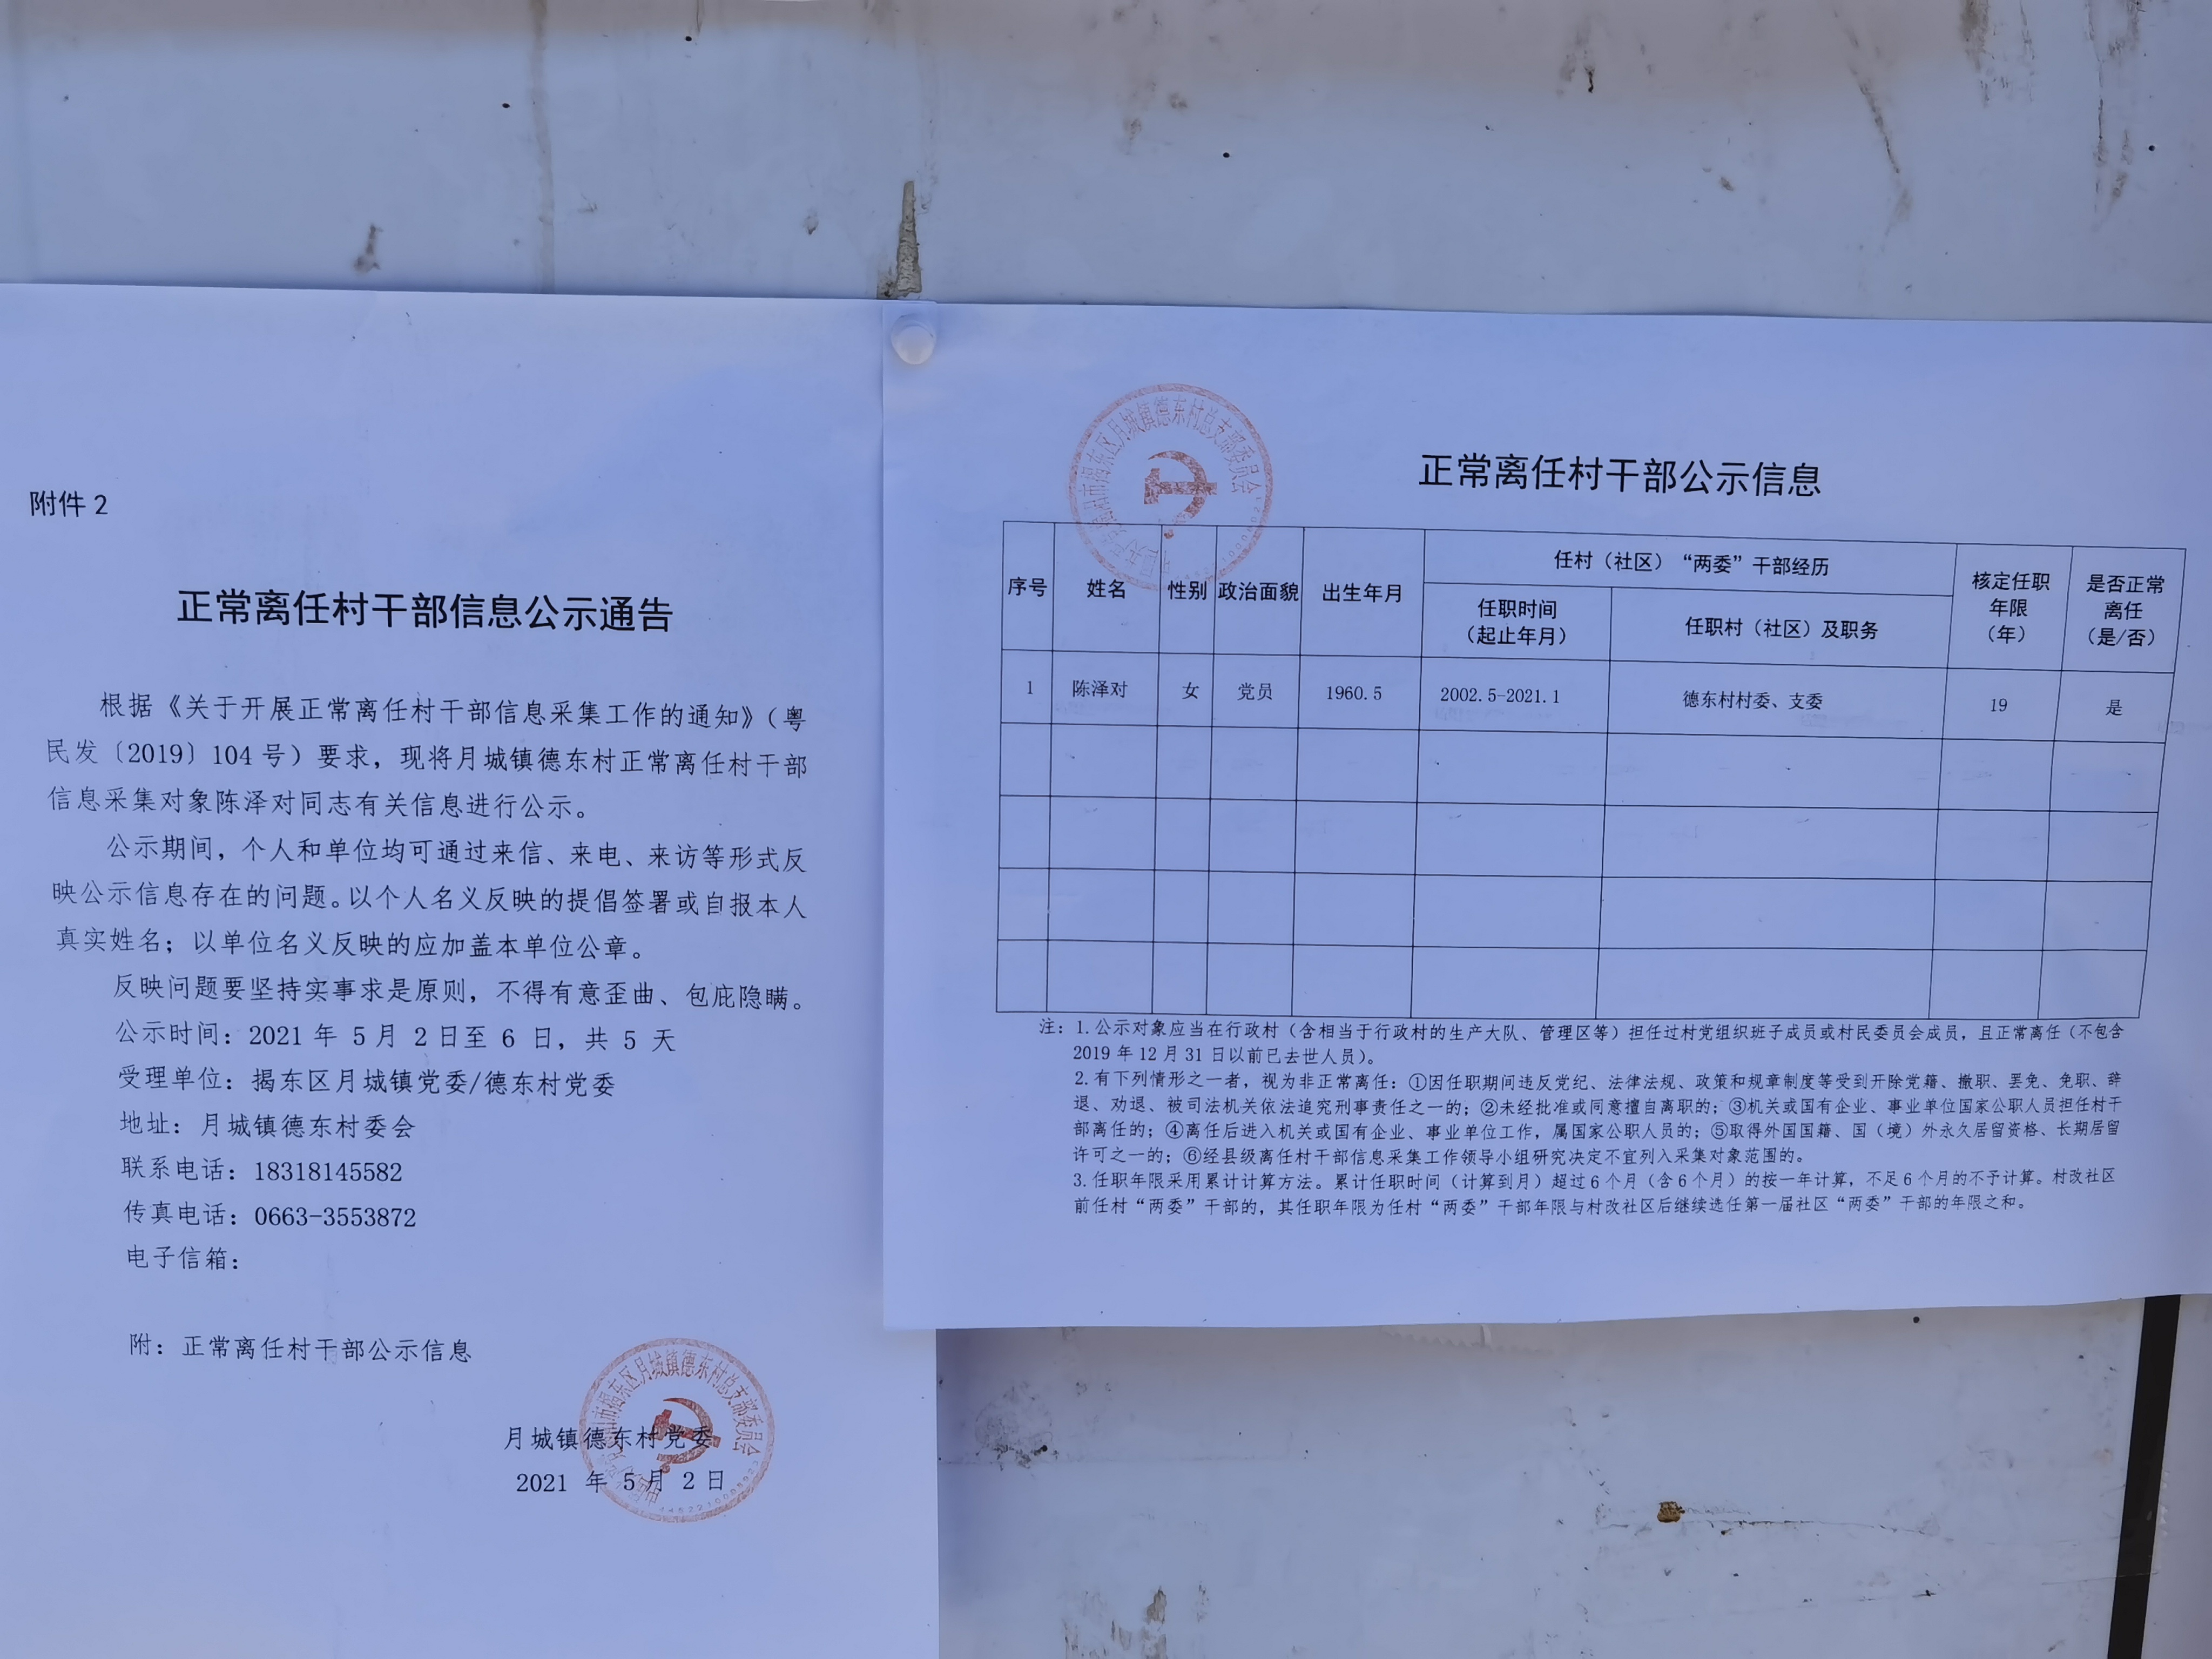 附件 2
正常离任村干部信息公示通告
根据《关于开展正常离任村干部信息采集工作的通知》（粤
民发〔2019〕104 号）要求，现将月城镇德东村正常离任村干部
信息采集对象陈泽对同志有关信息进行公示。
公示期间，个人和单位均可通过来信、来电、来访等形式反
映公示信息存在的问题。以个人名义反映的提倡签署或自报本人
真实姓名；以单位名义反映的应加盖本单位公章。
反映问题要坚持实事求是原则，不得有意歪曲、包庇隐瞒。
公示时间：2021 年 5 月 2 日至 6 日，共 5 天
受理单位：揭东区月城镇党委/德东村党委
地址：月城镇德东村委会
联系电话：18318145582
传真电话：0663-3553872
电子信箱：
附：正常离任村干部公示信息
月城镇德东村党委
2021 年 5 月 2 日
揭东区月城镇德东村总支部委员会
正常离任村干部公示信息
揭东区月城镇德东村总支部委员会
序号 姓名 性别 政治面貌 出生年月 任村（社区）“两委”干部经历 核定任职年限（年） 是否正常离任（是/否）
任职时间（起止年月） 任职村（社区）及职务
1 陈泽对 女 党员 1960.5 2002.5-2021.1 德东村村委、支委 19 是
注：1.公示对象应当在行政村（含相当于行政村的生产大队、管理区等）担任过村党组织班子成员或村民委员会成员，且正常离任（不包含
2019 年 12 月 31 日以前已去世人员）。
2.有下列情形之一者，视为非正常离任：①因任职期间违反党纪、法律法规、政策和规章制度等受到开除党籍、撤职、罢免、免职、辞
退、劝退、被司法机关依法追究刑事责任之一的；②未经批准或同意擅自离职的；③机关或国有企业、事业单位国家公职人员担任村干
部离任的；④离任后进入机关或国有企业、事业单位工作，属国家公职人员的；⑤取得外国国籍、国（境）外永久居留资格、长期居留
许可之一的；⑥经县级离任村干部信息采集工作领导小组研究决定不宜列入采集对象范围的。
3.任职年限采用累计计算方法。累计任职时间（计算到月）超过 6 个月（含 6 个月）的按一年计算，不足 6 个月的不予计算。村改社区
前任村“两委”干部的，其任职年限为任村“两委”干部年限与村改社区后继续选任第一届社区“两委”干部的年限之和。